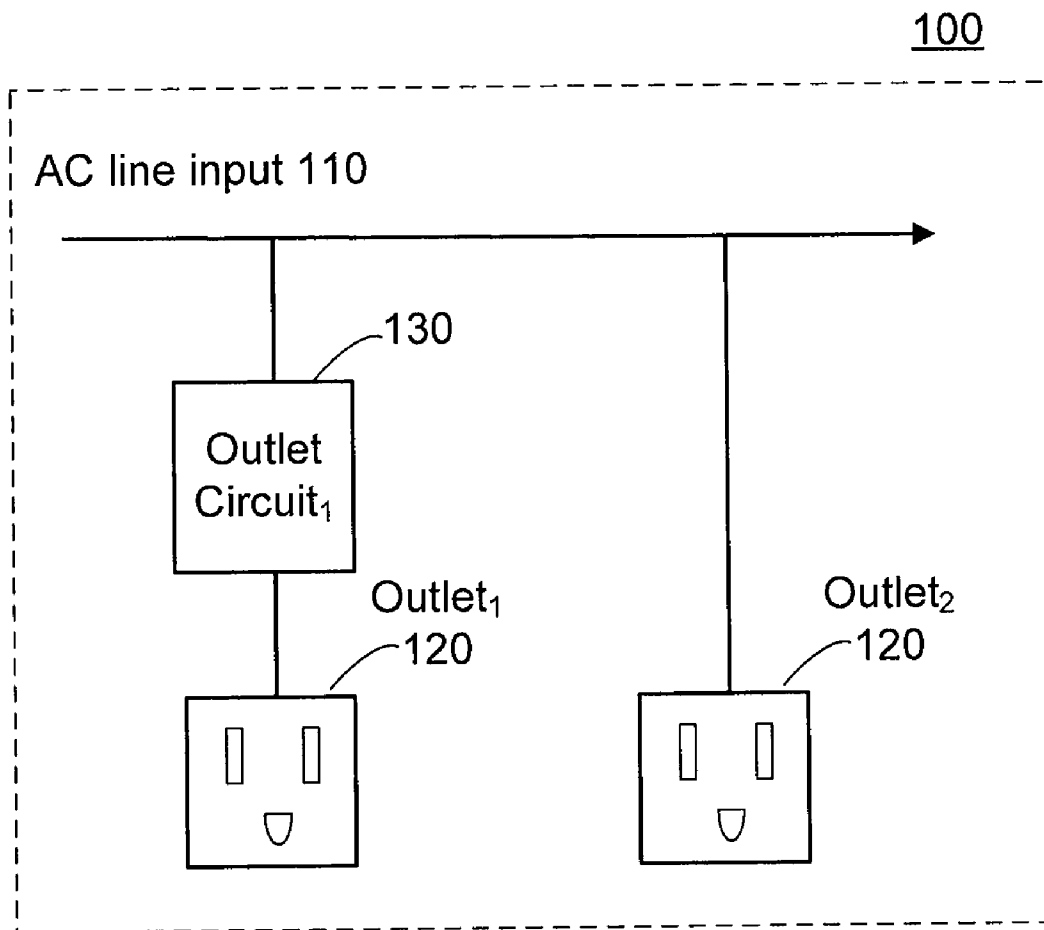 100
AC line input 110
130
Outlet
Circuit₁
Outlet₁
120
Outlet₂
120